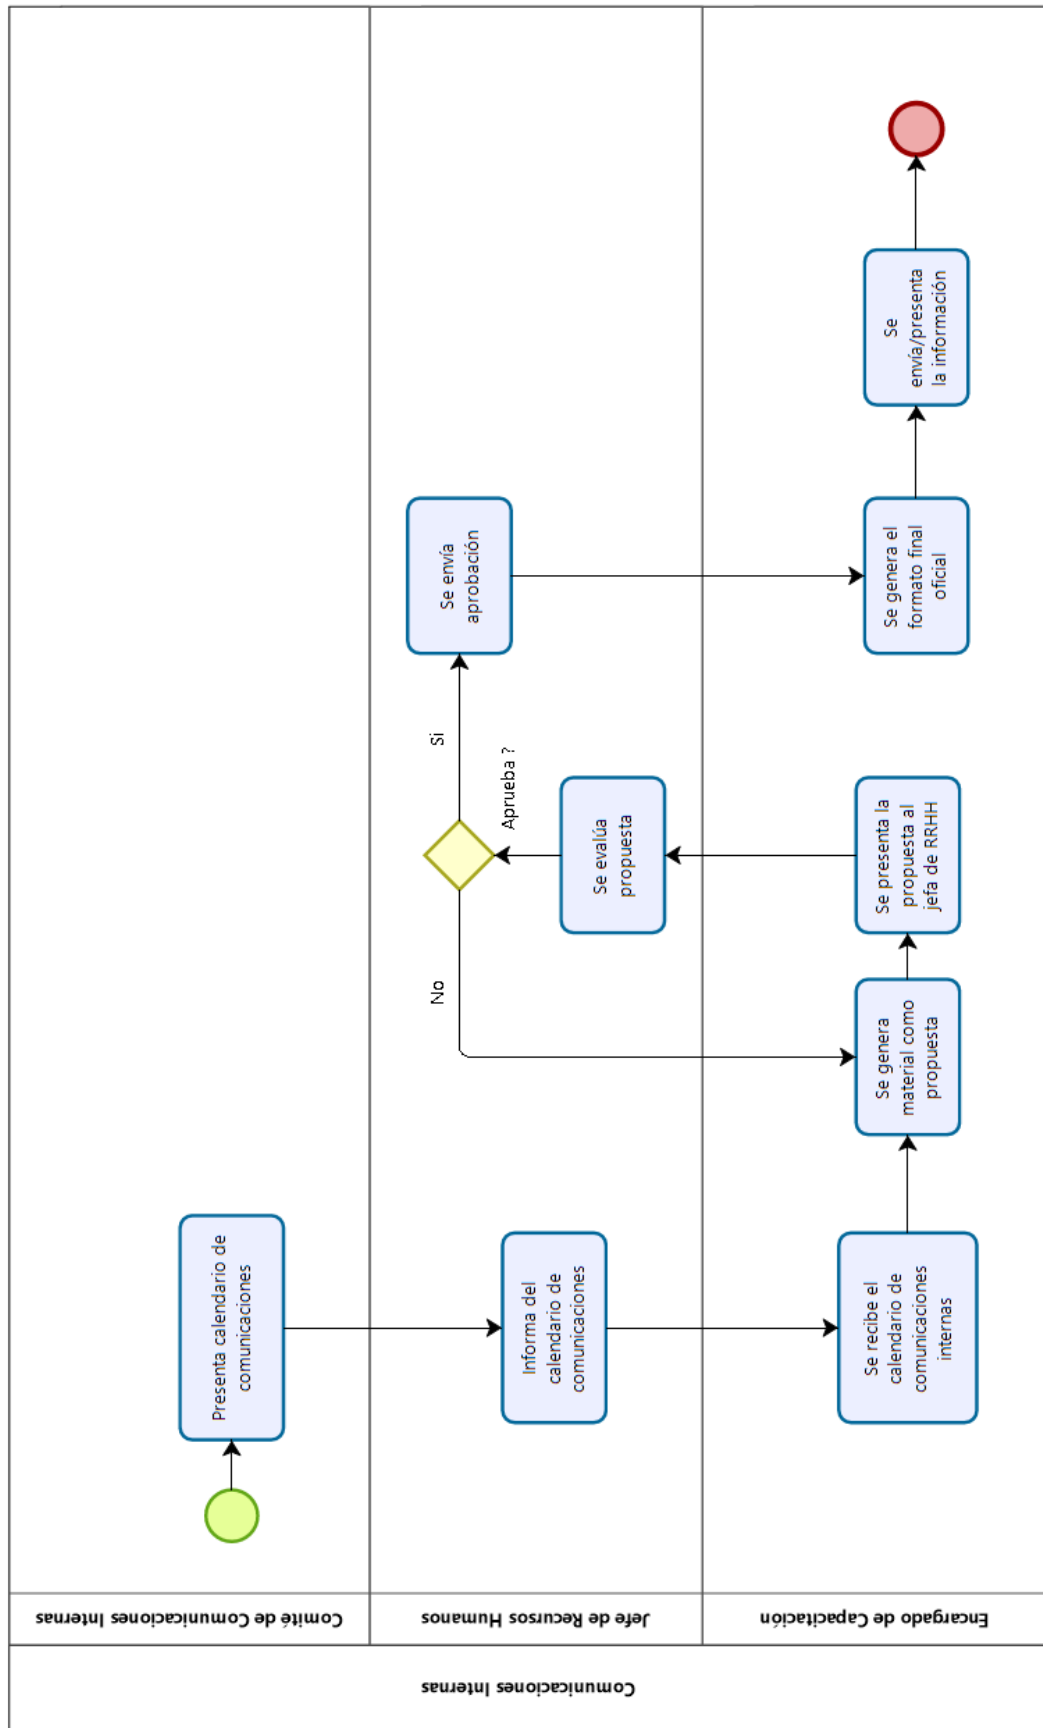 Comunicaciones Internas
Comité de Comunicaciones Internas
Presenta calendario de
comunicaciones
Jefe de Recursos Humanos
Informa del
calendario de
comunicaciones
No
Aprueba ?
Si
Se evalúa
propuesta
Se envía
aprobación
Encargado de Capacitación
Se recibe el
calendario de
comunicaciones
internas
Se genera
material como
propuesta
Se presenta la
propuesta al
jefa de RRHH
Se genera el
formato final
oficial
Se
envía/presenta
la información